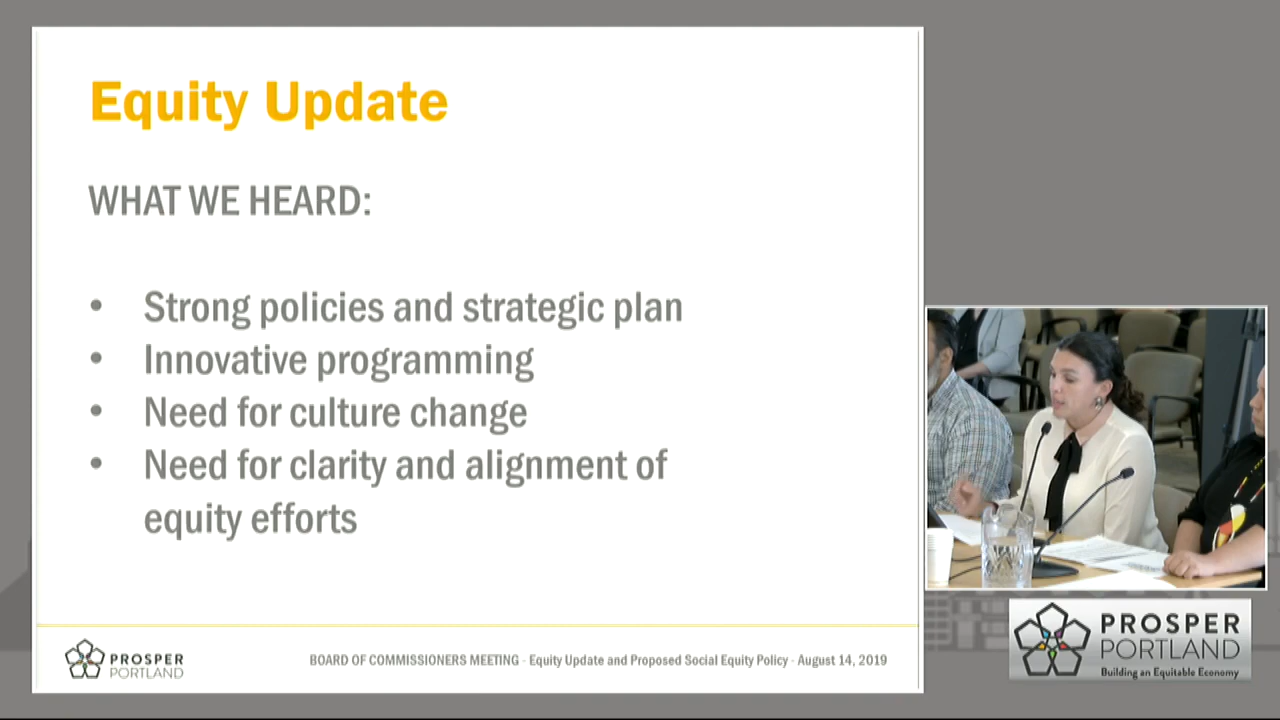 Equity Update
WHAT WE HEARD:
• Strong policies and strategic plan
• Innovative programming
• Need for culture change
• Need for clarity and alignment of
equity efforts
PROSPER
PORTLAND
BOARD OF COMMISSIONERS MEETING - Equity Update and Proposed Social Equity Policy - August 14, 2019
PROSPER
PORTLAND
Building an Equitable Economy